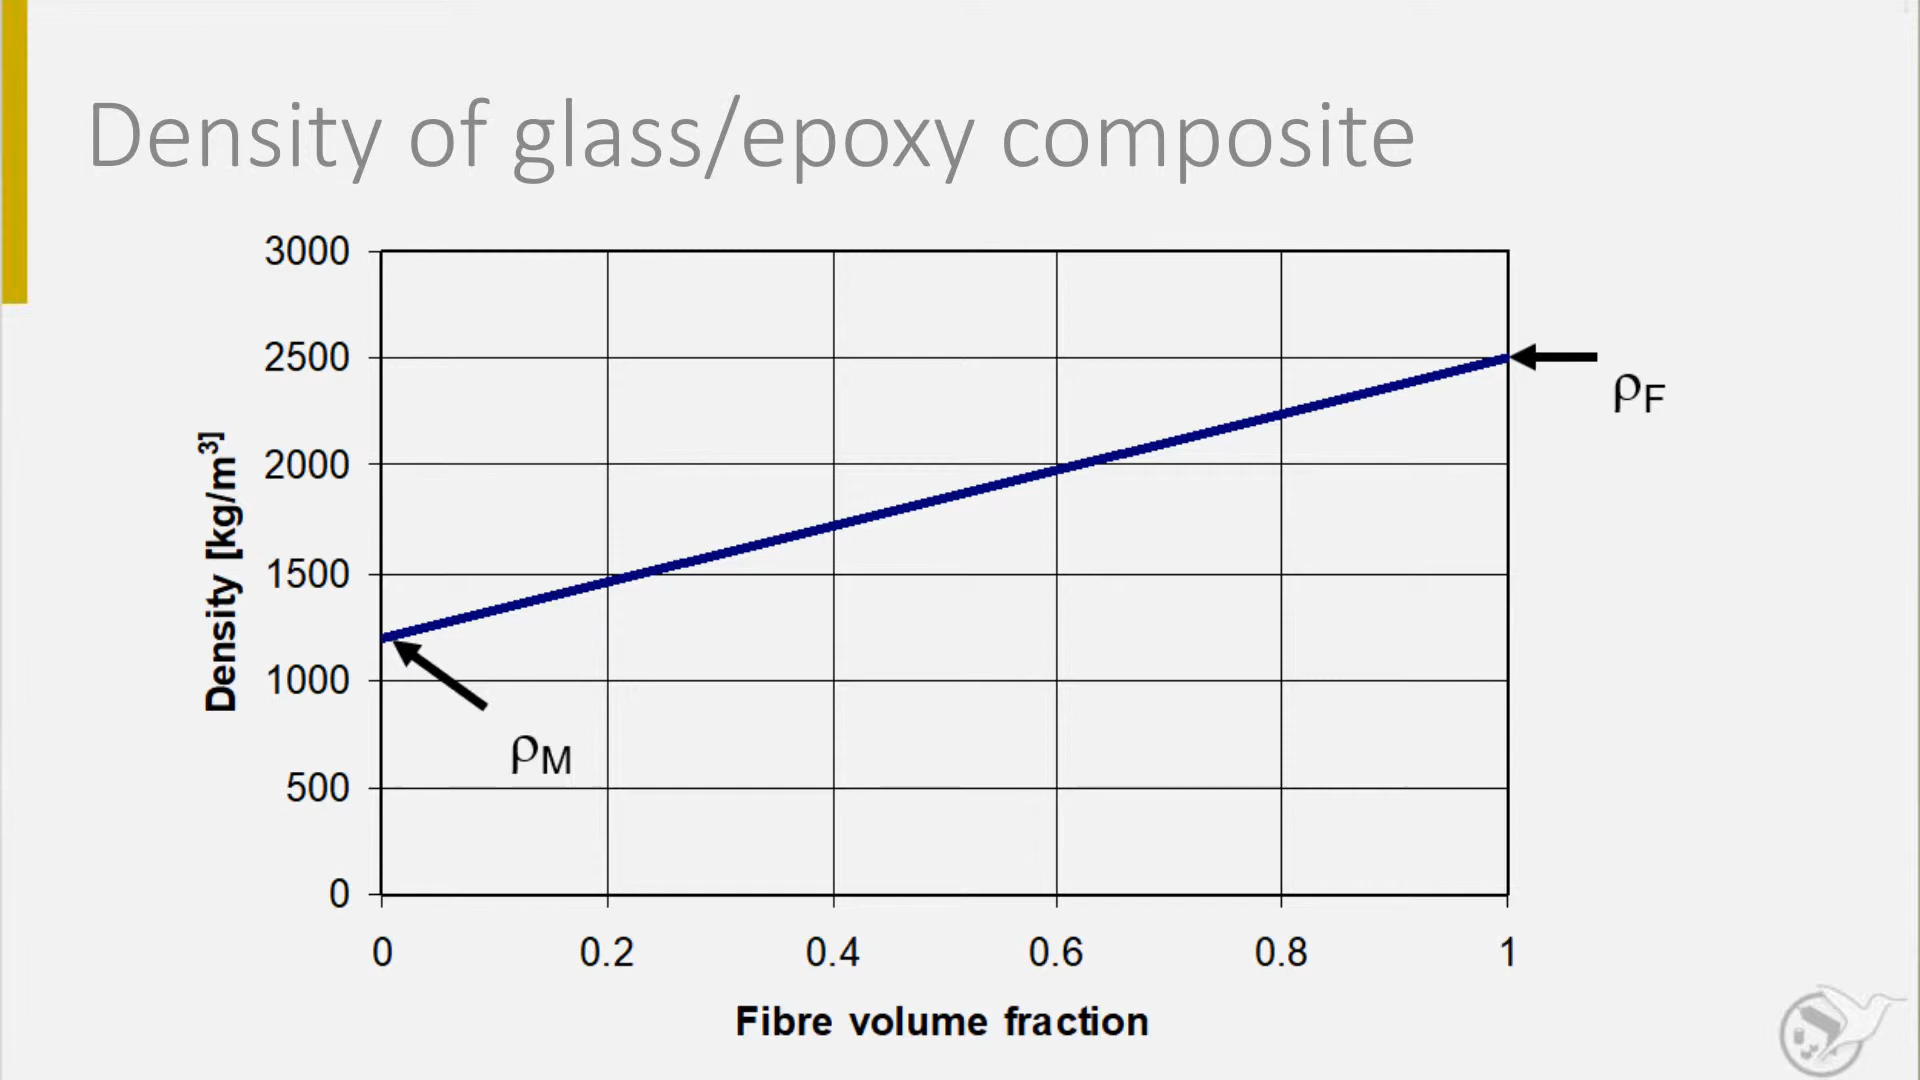 Density of glass/epoxy composite
3000
2500
2000
1500
1000
500
0
Density [kg/m³]
ρF
ρM
0 0.2 0.4 0.6 0.8 1
Fibre volume fraction